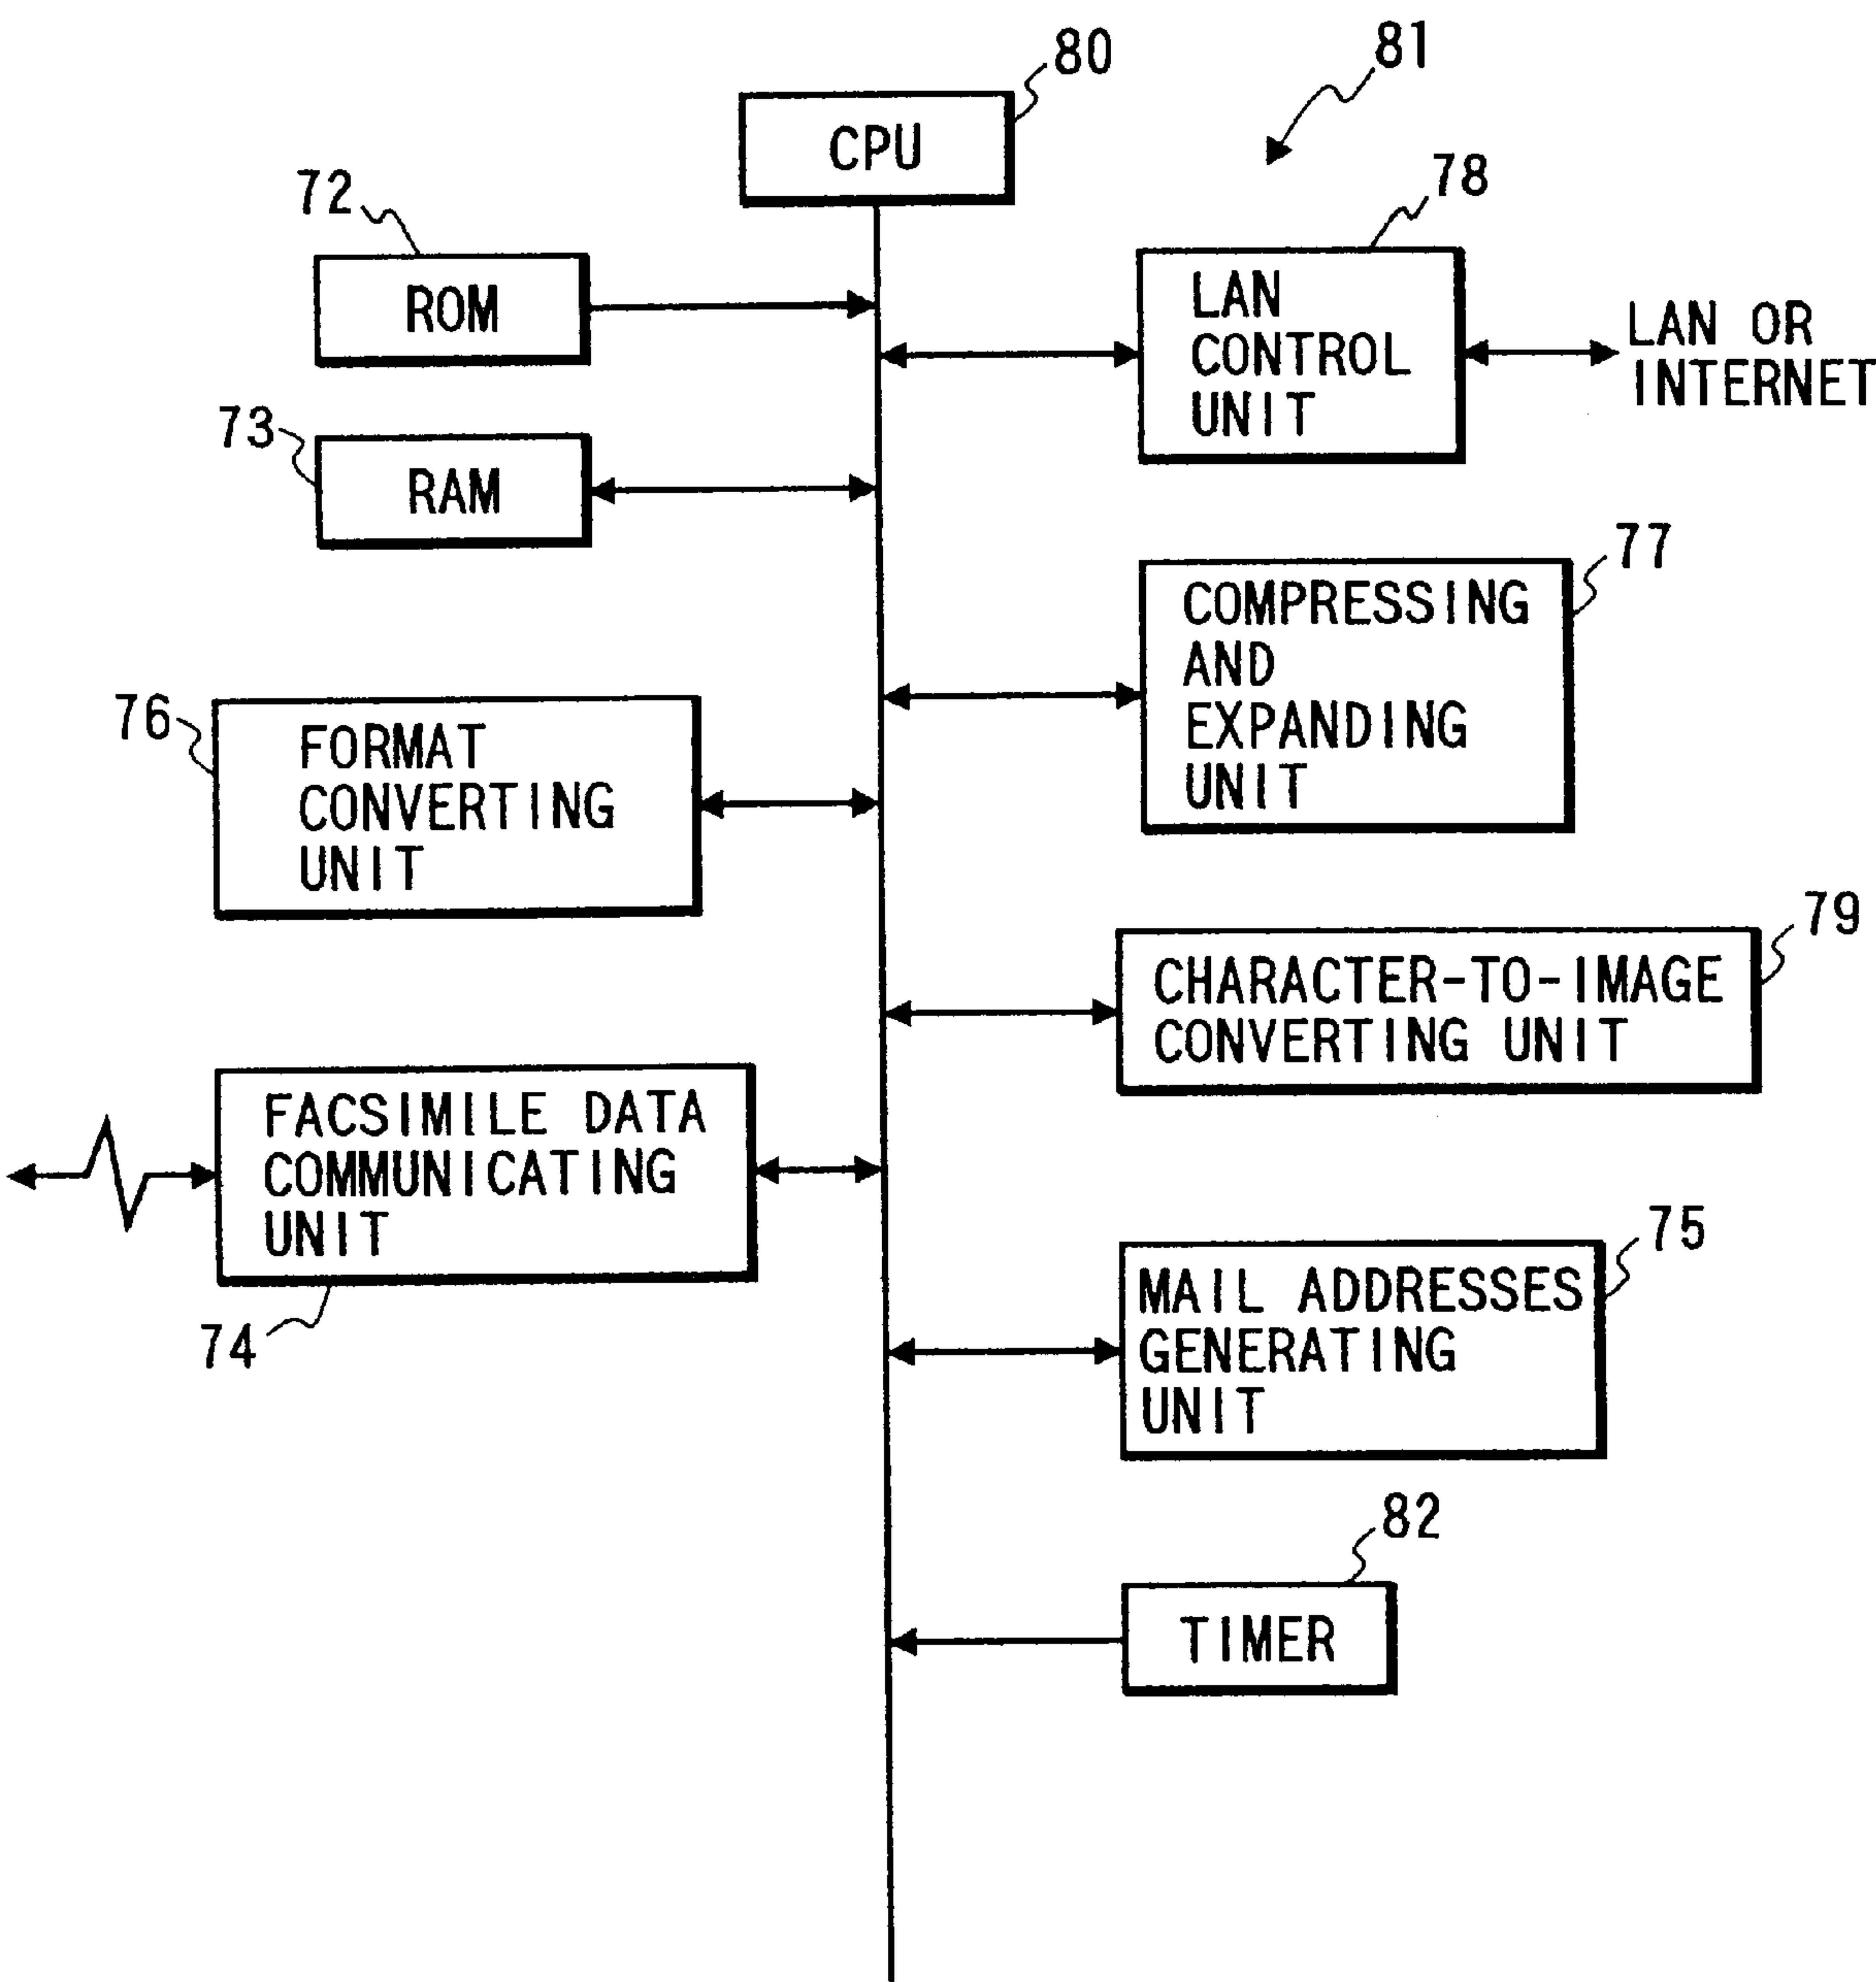 80
81
CPU
72
78
ROM
LAN
CONTROL
UNIT
LAN OR
INTERNET
73
RAM
77
COMPRESSING
AND
EXPANDING
UNIT
76
FORMAT
CONVERTING
UNIT
79
CHARACTER-TO-IMAGE
CONVERTING UNIT
FACSIMILE DATA
COMMUNICATING
UNIT
74
75
MAIL ADDRESSES
GENERATING
UNIT
82
TIMER